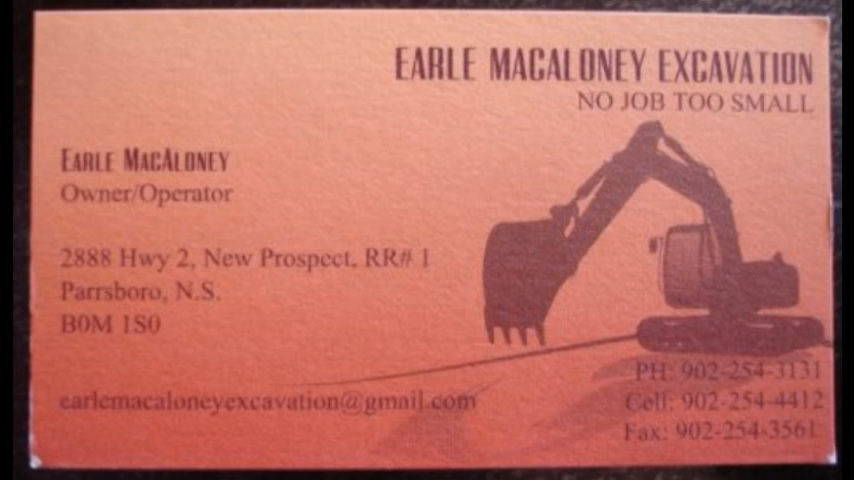 EARLE MACALONEY EXCAVATION
NO JOB TOO SMALL
EARLE MACALONEY
Owner/Operator
2888 Hwy 2, New Prospect, RR# 1
Parrsboro, N.S.
B0M 1S0
earlemacaloneyexcavation@gmail.com
PH: 902-254-3131
Cell: 902-254-4412
Fax: 902-254-3561